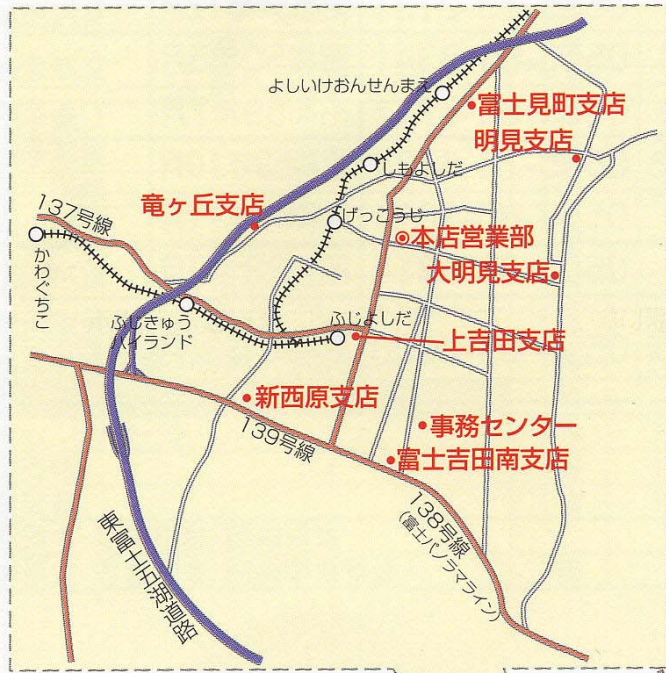 よしいけおんせんまえ
富士見町支店
明見支店
しもよしだ
竜ヶ丘支店
げっこうじ
137号線
本店営業部
かわぐちこ
大明見支店
ふじきゅう
ハイランド
ふじよしだ
上吉田支店
新西原支店
139号線
事務センター
富士吉田南支店
138号線
(富士パノラマライン)
東富士五湖道路